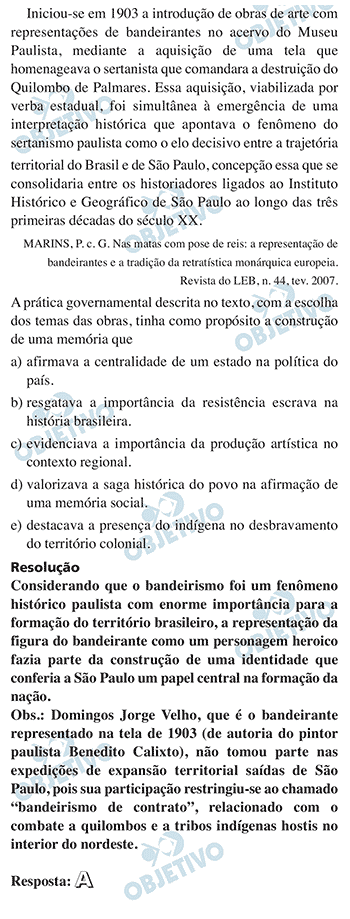 Iniciou-se em 1903 a introdução de obras de arte com
representações de bandeirantes no acervo do Museu
Paulista, mediante a aquisição de uma tela que
homenageava o sertanista que comandara a destruição do
Quilombo de Palmares. Essa aquisição, viabilizada por
verba estadual, foi simultânea à emergência de uma
interpretação histórica que apontava o fenômeno do
sertanismo paulista como o elo decisivo entre a trajetória
territorial do Brasil e de São Paulo, concepção essa que se
consolidaria entre os historiadores ligados ao Instituto
Histórico e Geográfico de São Paulo ao longo das três
primeiras décadas do século XX.
MARINS, P. c. G. Nas matas com pose de reis: a representação de
bandeirantes e a tradição da retratística monárquica europeia.
Revista do LEB, n. 44, tev. 2007.
A prática governamental descrita no texto, com a escolha
dos temas das obras, tinha como propósito a construção
de uma memória que
a) afirmava a centralidade de um estado na política do
país.
b) resgatava a importância da resistência escrava na
história brasileira.
c) evidenciava a importância da produção artística no
contexto regional.
d) valorizava a saga histórica do povo na afirmação de
uma memória social.
e) destacava a presença do indígena no desbravamento
do território colonial.
Resolução
Considerando que o bandeirismo foi um fenômeno
histórico paulista com enorme importância para a
formação do território brasileiro, a representação da
figura do bandeirante como um personagem heroico
fazia parte da construção de uma identidade que
conferia a São Paulo um papel central na formação da
nação.
Obs.: Domingos Jorge Velho, que é o bandeirante
representado na tela de 1903 (de autoria do pintor
paulista Benedito Calixto), não tomou parte nas
expedições de expansão territorial saídas de São
Paulo, pois sua participação restringiu-se ao chamado
“bandeirismo de contrato”, relacionado com o
combate a quilombos e a tribos indígenas hostis no
interior do nordeste.
Resposta: A
OBJETIVO
OBJETIVO
OBJETIVO
OBJETIVO
OBJETIVO
OBJETIVO
OBJETIVO
OBJETIVO
OBJETIVO
OBJETIVO
OBJETIVO